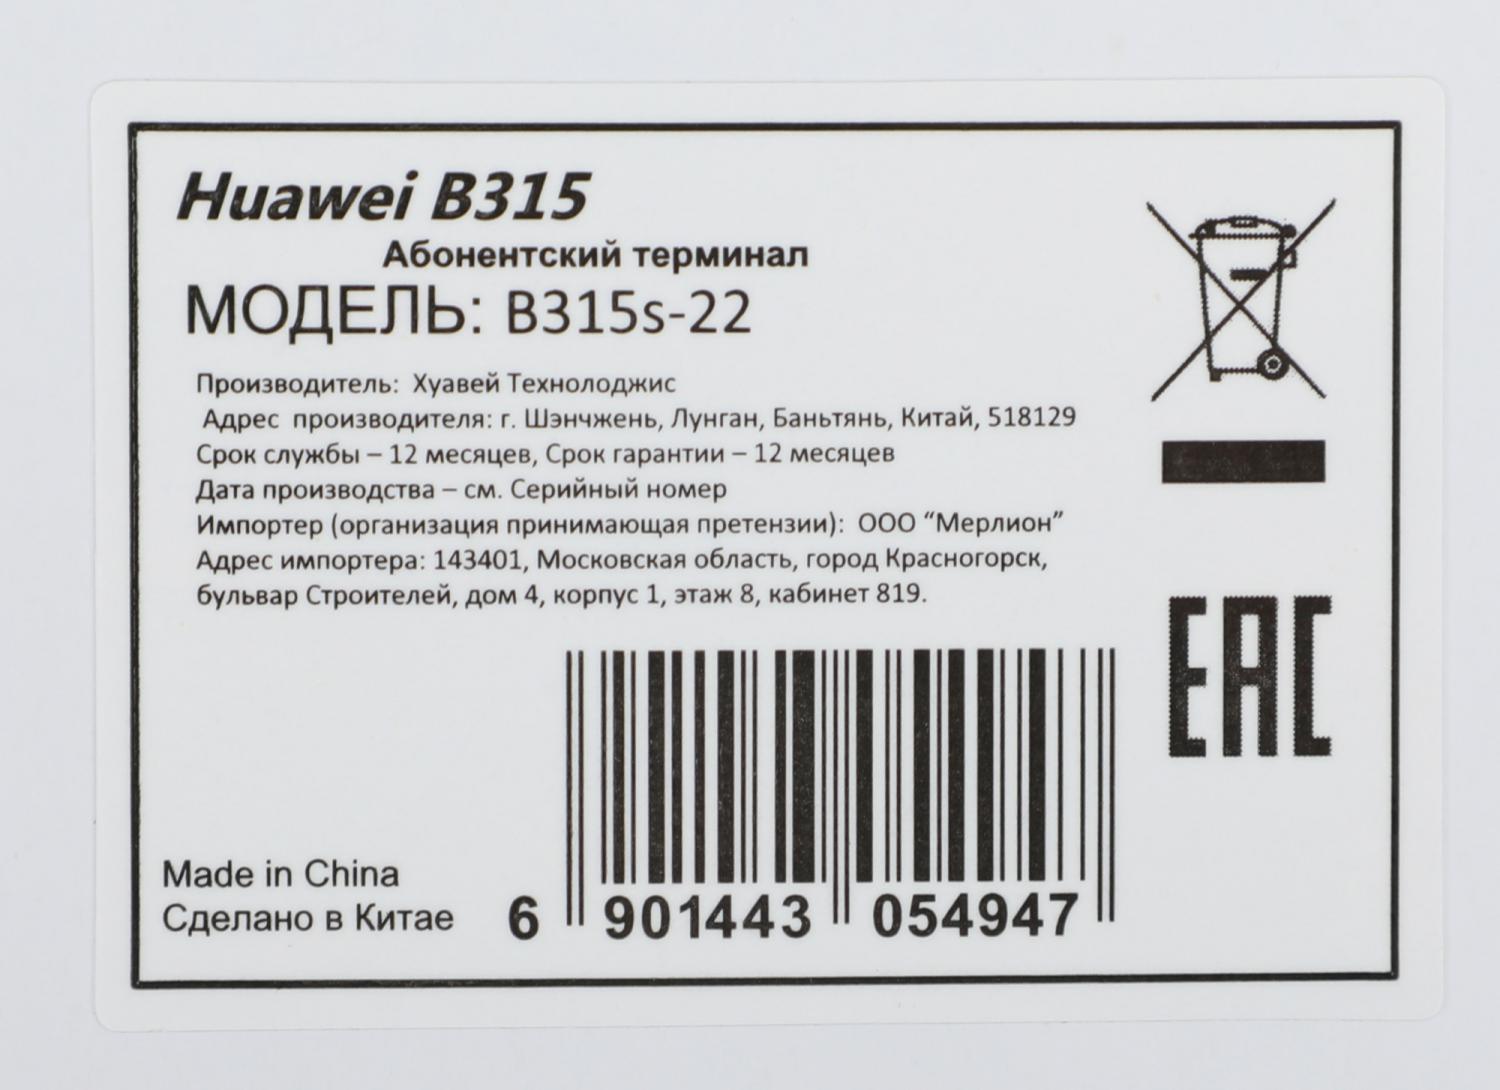 Huawei B315
Абонентский терминал
МОДЕЛЬ: B315s-22
Производитель: Хуавей Технолоджис
Адрес производителя: г. Шэнчжень, Лунган, Баньтянь, Китай, 518129
Срок службы – 12 месяцев, Срок гарантии – 12 месяцев
Дата производства – см. Серийный номер
Импортер (организация принимающая претензии): ООО “Мерлион”
Адрес импортера: 143401, Московская область, город Красногорск,
бульвар Строителей, дом 4, корпус 1, этаж 8, кабинет 819.
EAC
Made in China
Сделано в Китае
6 901443 054947